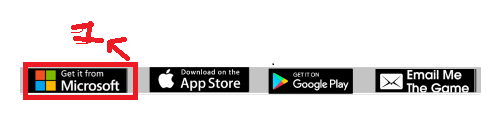 1
Get it from
Microsoft
Download on the
App Store
GET IT ON
Google Play
Email Me
The Game